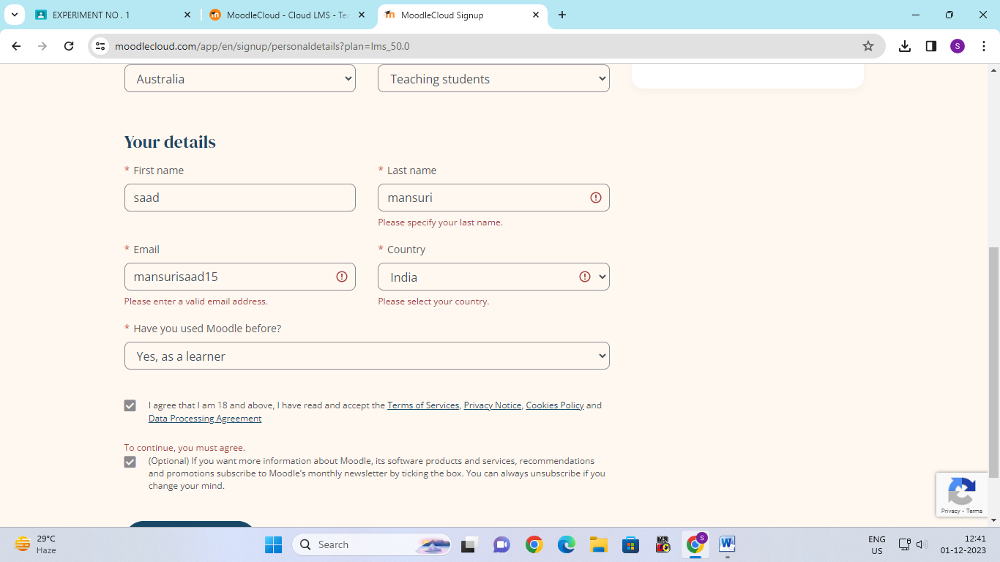 EXPERIMENT NO . 1
MoodleCloud - Cloud LMS - Tea
MoodleCloud Signup
moodlecloud.com/app/en/signup/personaldetails?plan=lms_50.0
S
Australia
Teaching students
Your details
* First name
* Last name
saad
mansuri
Please specify your last name.
* Email
* Country
mansurisaad15
India
Please enter a valid email address.
Please select your country.
* Have you used Moodle before?
Yes, as a learner
I agree that I am 18 and above, I have read and accept the Terms of Services, Privacy Notice, Cookies Policy and
Data Processing Agreement
To continue, you must agree.
(Optional) If you want more information about Moodle, its software products and services, recommendations
and promotions subscribe to Moodle's monthly newsletter by ticking the box. You can always unsubscribe if you
change your mind.
Privacy - Terms
29°C
Haze
Search
S
ENG
US
12:41
01-12-2023